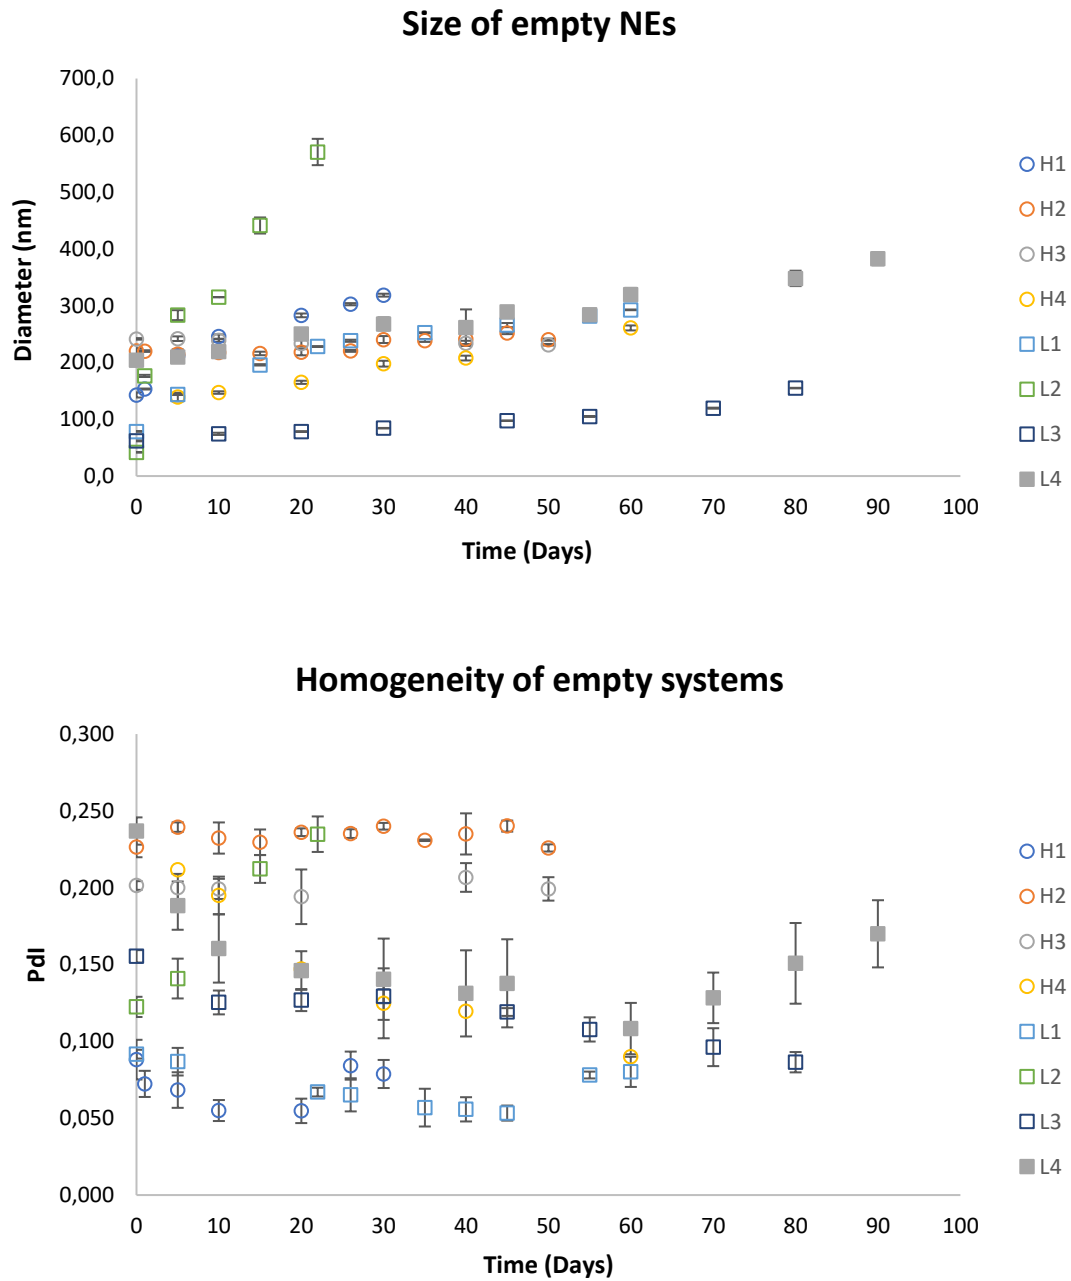 Size of empty NEs
700,0
600,0
500,0
400,0
300,0
200,0
100,0
0,0
Diameter (nm)
0 10 20 30 40 50 60 70 80 90 100
Time (Days)
H1
H2
H3
H4
L1
L2
L3
L4
Homogeneity of empty systems
0,300
0,250
0,200
0,150
0,100
0,050
0,000
PdI
0 10 20 30 40 50 60 70 80 90 100
Time (Days)
H1
H2
H3
H4
L1
L2
L3
L4